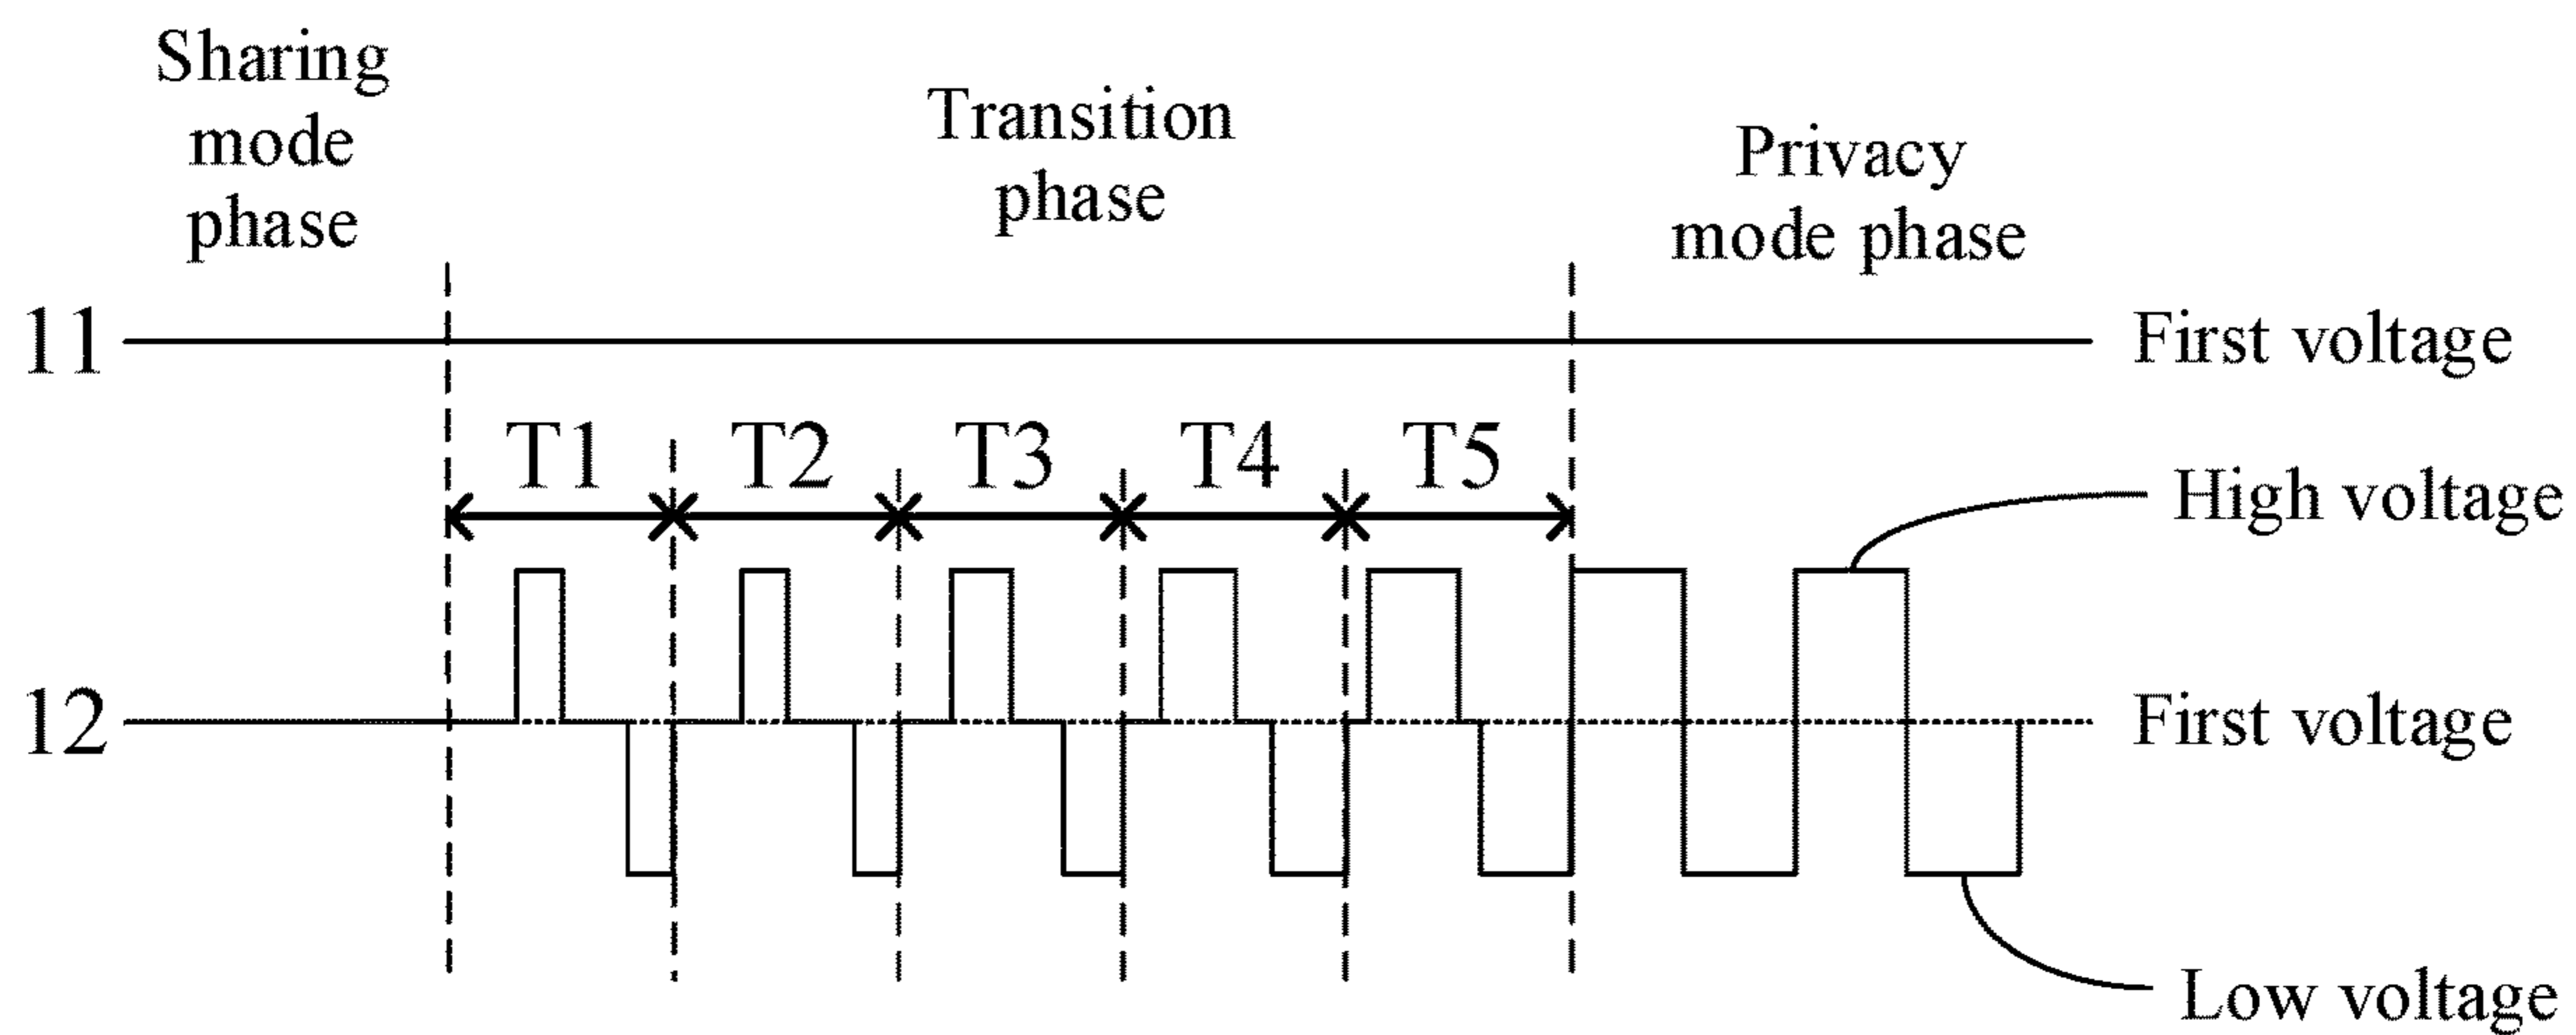 Sharing
mode
phase
Transition
phase
Privacy
mode phase
11
First voltage
T1
T2
T3
T4
T5
High voltage
12
First voltage
Low voltage